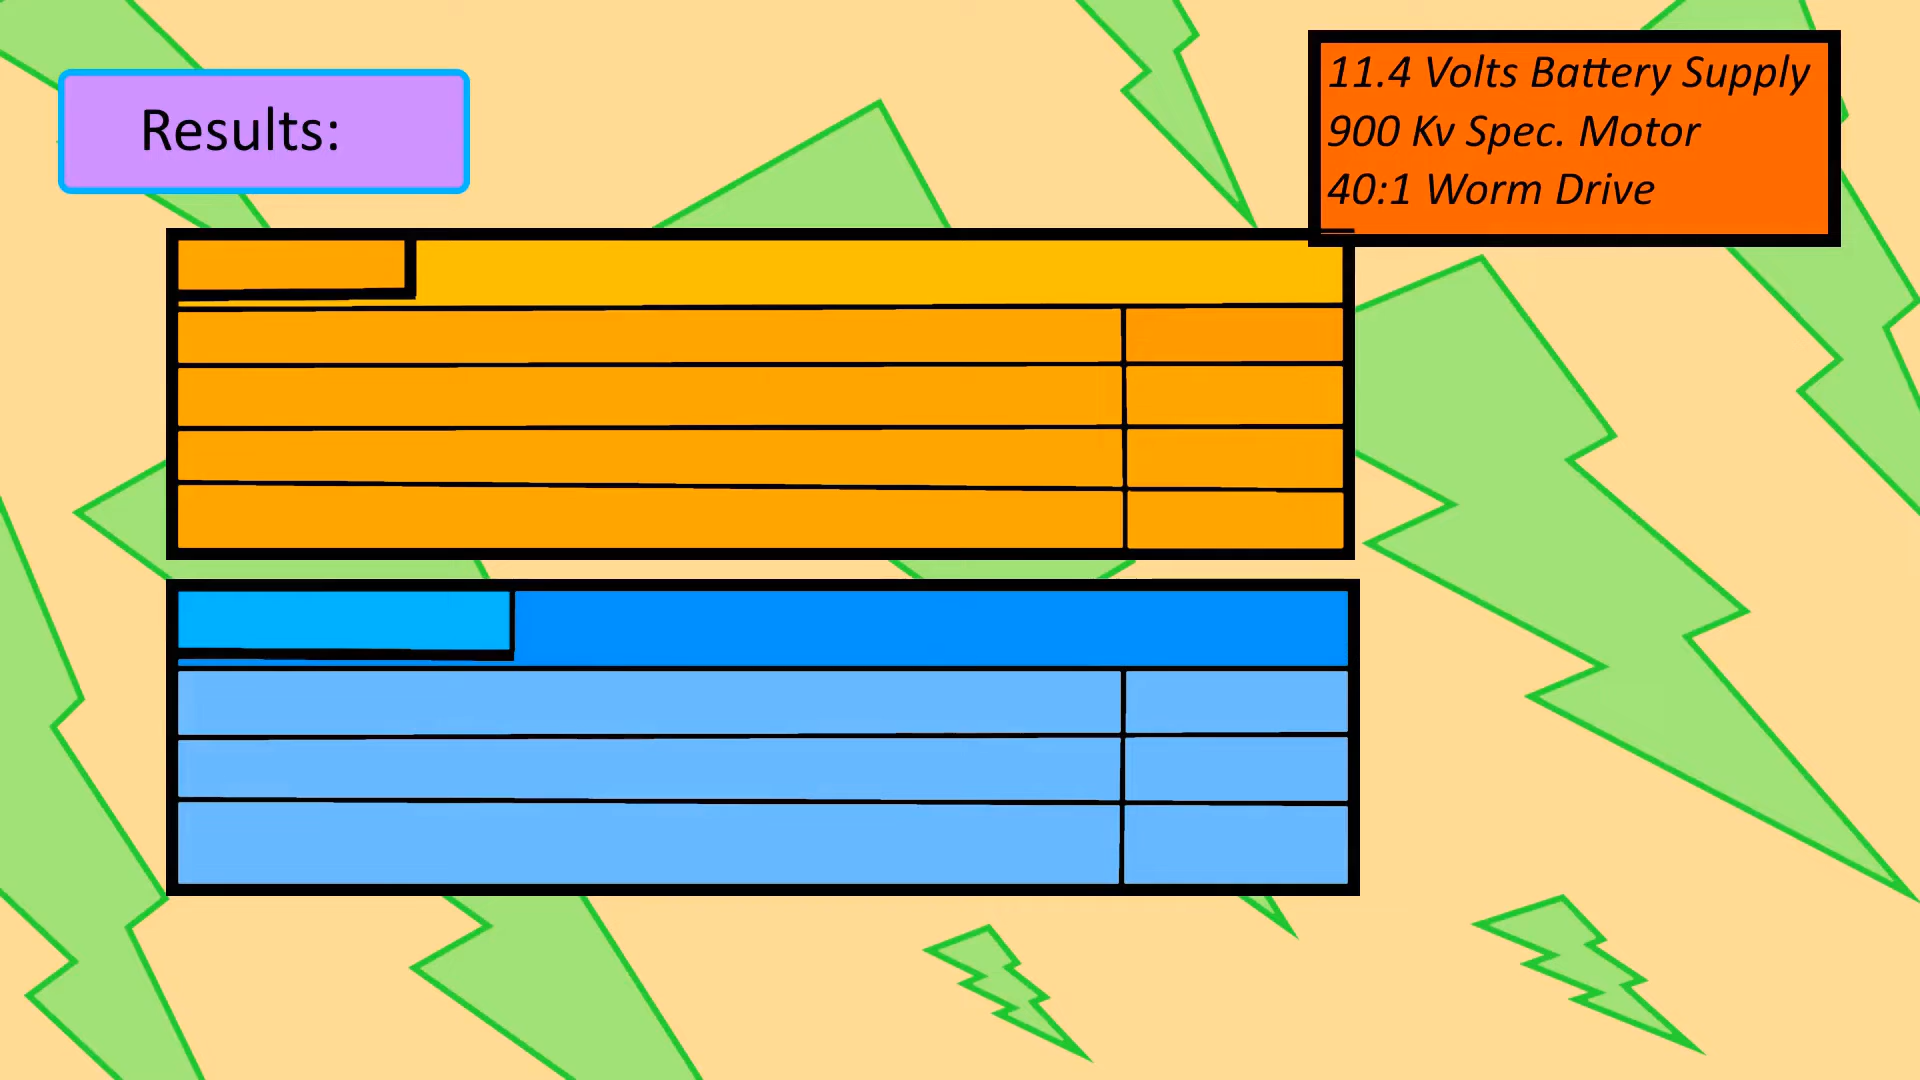 Results:
11.4 Volts Battery Supply
900 Kv Spec. Motor
40:1 Worm Drive